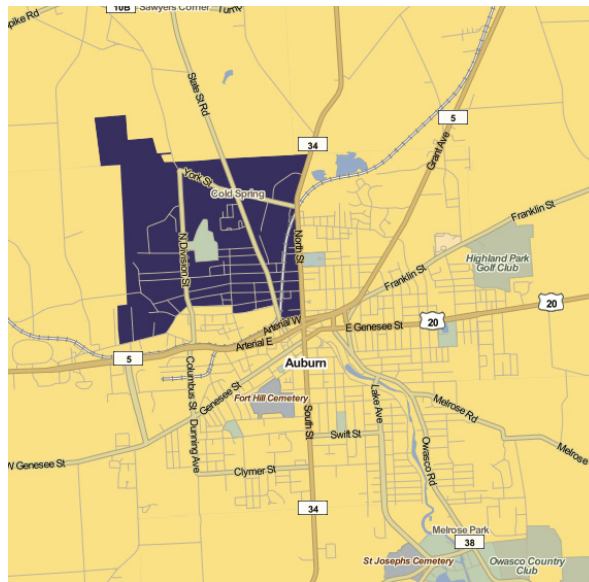 10B
Sawyers Corner
Pike Rd
State St Rd
34
5
Grant Ave
York St
Cold Spring
Franklin St
N Division St
North St
Highland Park
Golf Club
Franklin St
20
20
Arterial W
E Genesee St
Arterial E
5
Auburn
Columbus St
Genesee St
Fort Hill Cemetery
Lake Ave
Melrose Rd
South St
Swift St
Dunning Ave
Owasco Rd
Melrose
W Genesee St
Clymer St
34
Melrose Park
38
St Josephs Cemetery
Owasco Country
Club